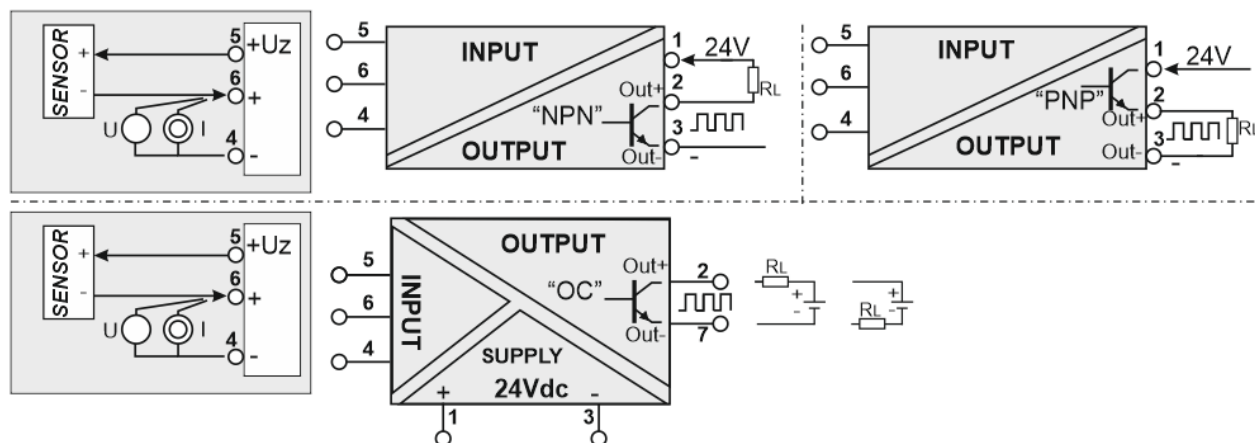 SENSOR
+
-
5
+Uz
6
+
4
-
U
I
5
6
4
INPUT
OUTPUT
"NPN"
1
24V
2
Out+
RL
3
Out-
-
5
6
4
INPUT
OUTPUT
"PNP"
1
24V
2
Out+
3
RL
Out-
-
SENSOR
+
-
5
+Uz
6
+
4
-
U
I
5
6
4
INPUT
OUTPUT
"OC"
Out+
2
Out-
7
SUPPLY
24Vdc
+
-
1
3
RL
+
-
+
-
RL